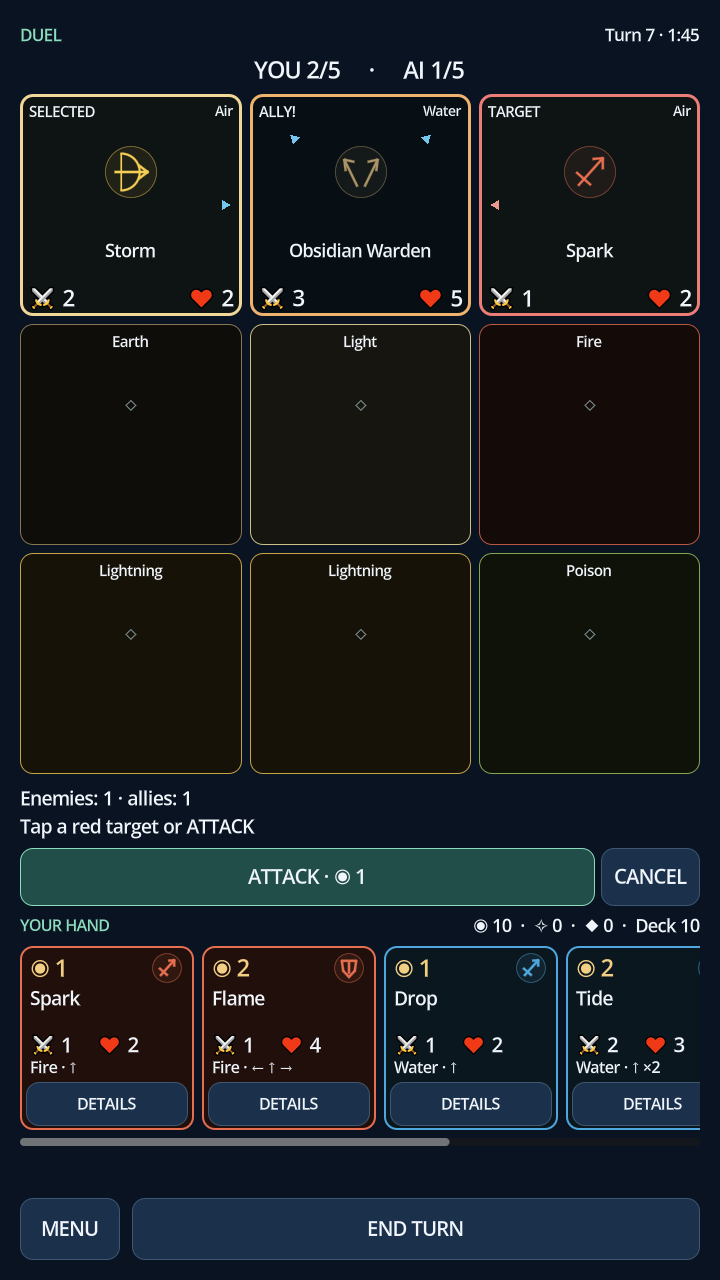 DUEL
Turn 7 · 1:45
YOU 2/5 · AI 1/5
SELECTED Air
ALLY! Water
TARGET Air
Storm
Obsidian Warden
Spark
2 2
3 5
1 2
Earth
Light
Fire
Lightning
Lightning
Poison
Enemies: 1 · allies: 1
Tap a red target or ATTACK
ATTACK · ◉ 1
CANCEL
YOUR HAND
◉ 10 · ✧ 0 · ◆ 0 · Deck 10
◉ 1
Spark
1 2
Fire · ↑
DETAILS
◉ 2
Flame
1 4
Fire · ← ↑ →
DETAILS
◉ 1
Drop
1 2
Water · ↑
DETAILS
◉ 2
Tide
2 3
Water · ↑ ×2
DETAILS
MENU
END TURN